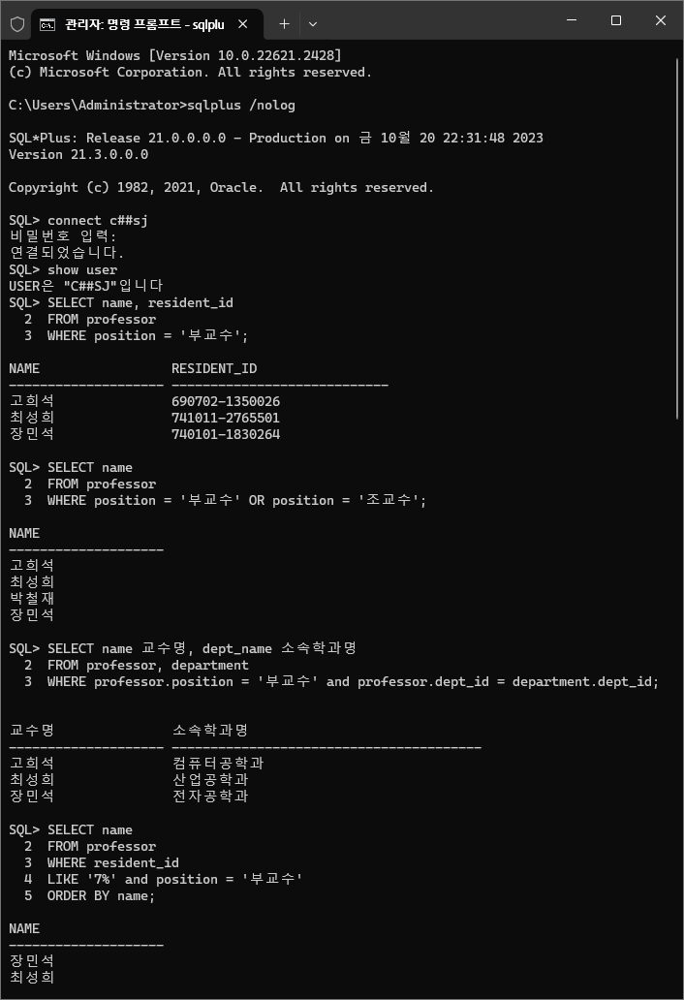 관리자: 명령 프롬프트 - sqlplu
Microsoft Windows [Version 10.0.22621.2428]
(c) Microsoft Corporation. All rights reserved.
C:\Users\Administrator>sqlplus /nolog
SQL*Plus: Release 21.0.0.0.0 - Production on 금 10월 20 22:31:48 2023
Version 21.3.0.0.0
Copyright (c) 1982, 2021, Oracle.  All rights reserved.
SQL> connect c##sj
비밀번호 입력:
연결되었습니다.
SQL> show user
USER은 "C##SJ"입니다
SQL> SELECT name, resident_id
  2  FROM professor
  3  WHERE position = '부교수';
NAME                 RESIDENT_ID
-------------------- ----------------------------
고희석               690702-1350026
최성희               741011-2765501
장민석               740101-1830264
SQL> SELECT name
  2  FROM professor
  3  WHERE position = '부교수' OR position = '조교수';
NAME
--------------------
고희석
최성희
박철재
장민석
SQL> SELECT name 교수명, dept_name 소속학과명
  2  FROM professor, department
  3  WHERE professor.position = '부교수' and professor.dept_id = department.dept_id;
교수명               소속학과명
-------------------- ----------------------------------------
고희석               컴퓨터공학과
최성희               산업공학과
장민석               전자공학과
SQL> SELECT name
  2  FROM professor
  3  WHERE resident_id
  4  LIKE '7%' and position = '부교수'
  5  ORDER BY name;
NAME
--------------------
장민석
최성희